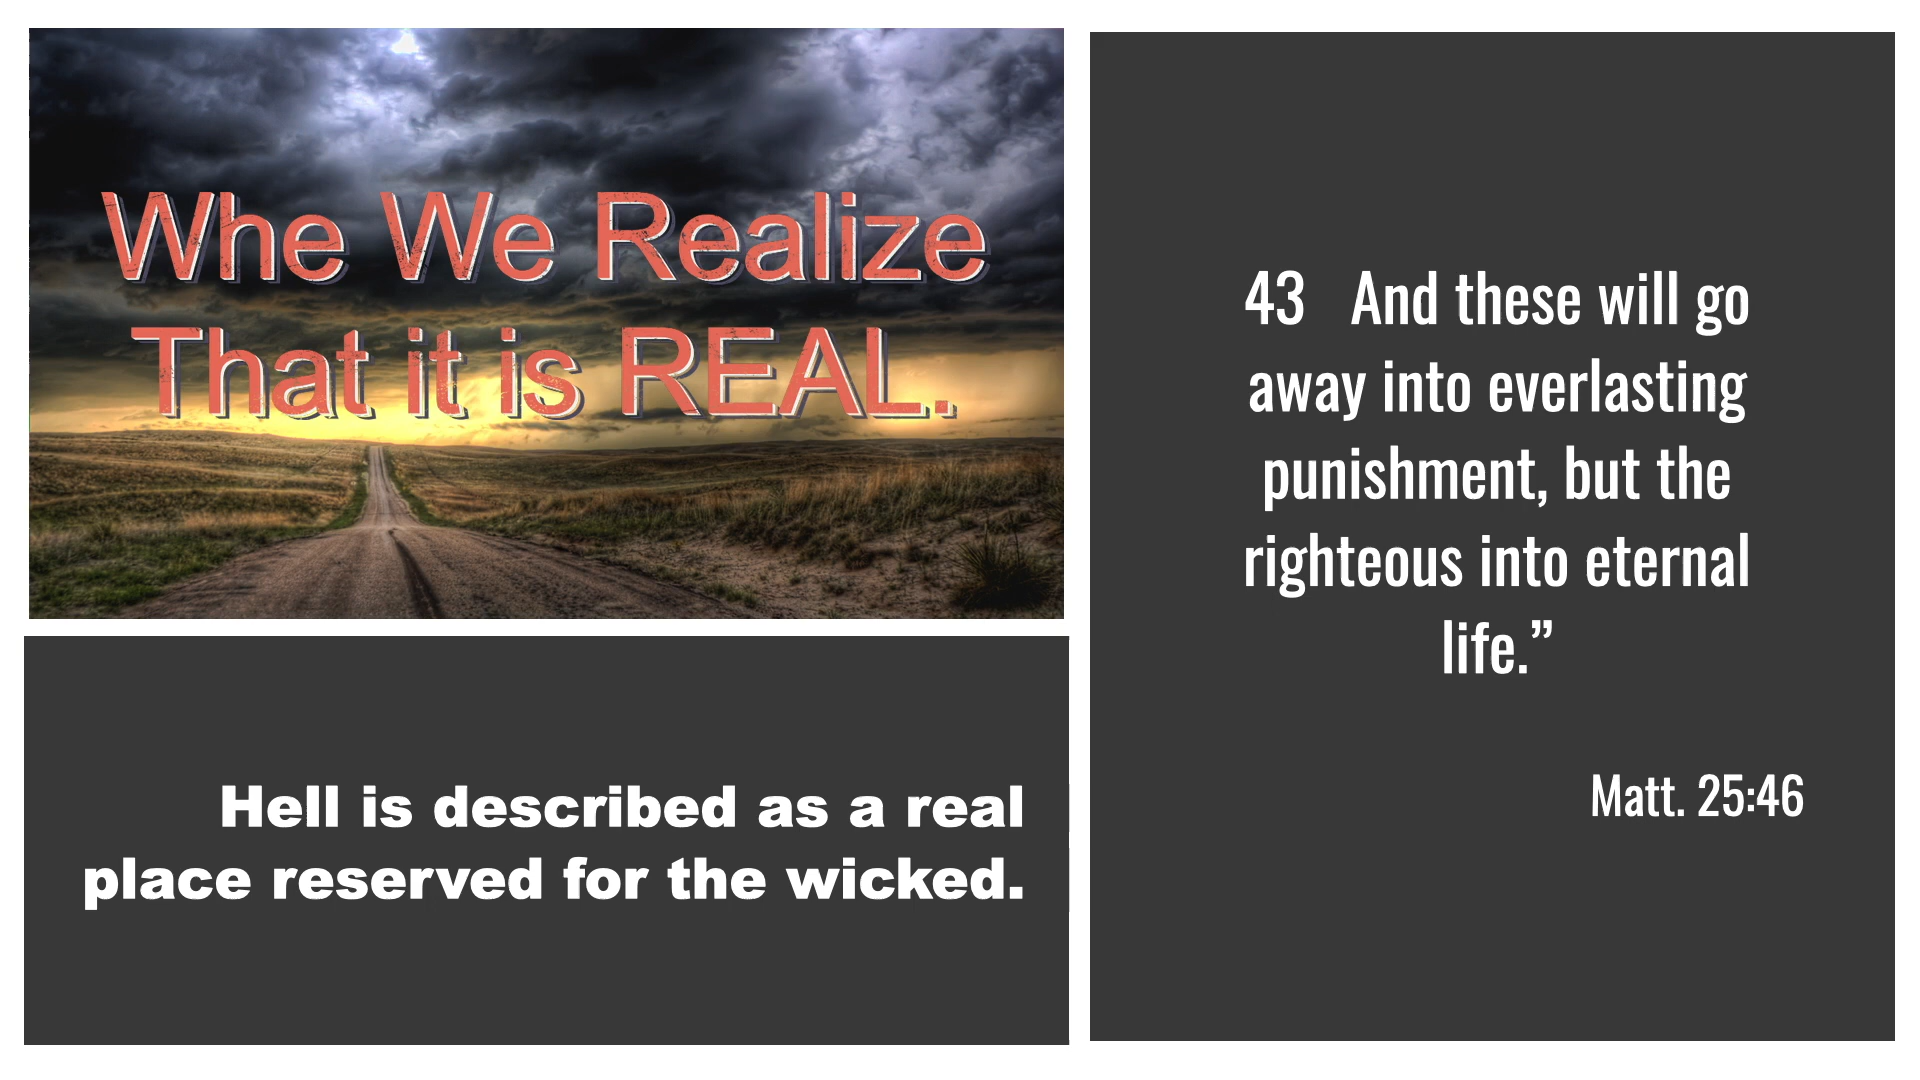 Whe We Realize
That it is REAL.
Hell is described as a real
place reserved for the wicked.
43   And these will go
away into everlasting
punishment, but the
righteous into eternal
life.”
Matt. 25:46